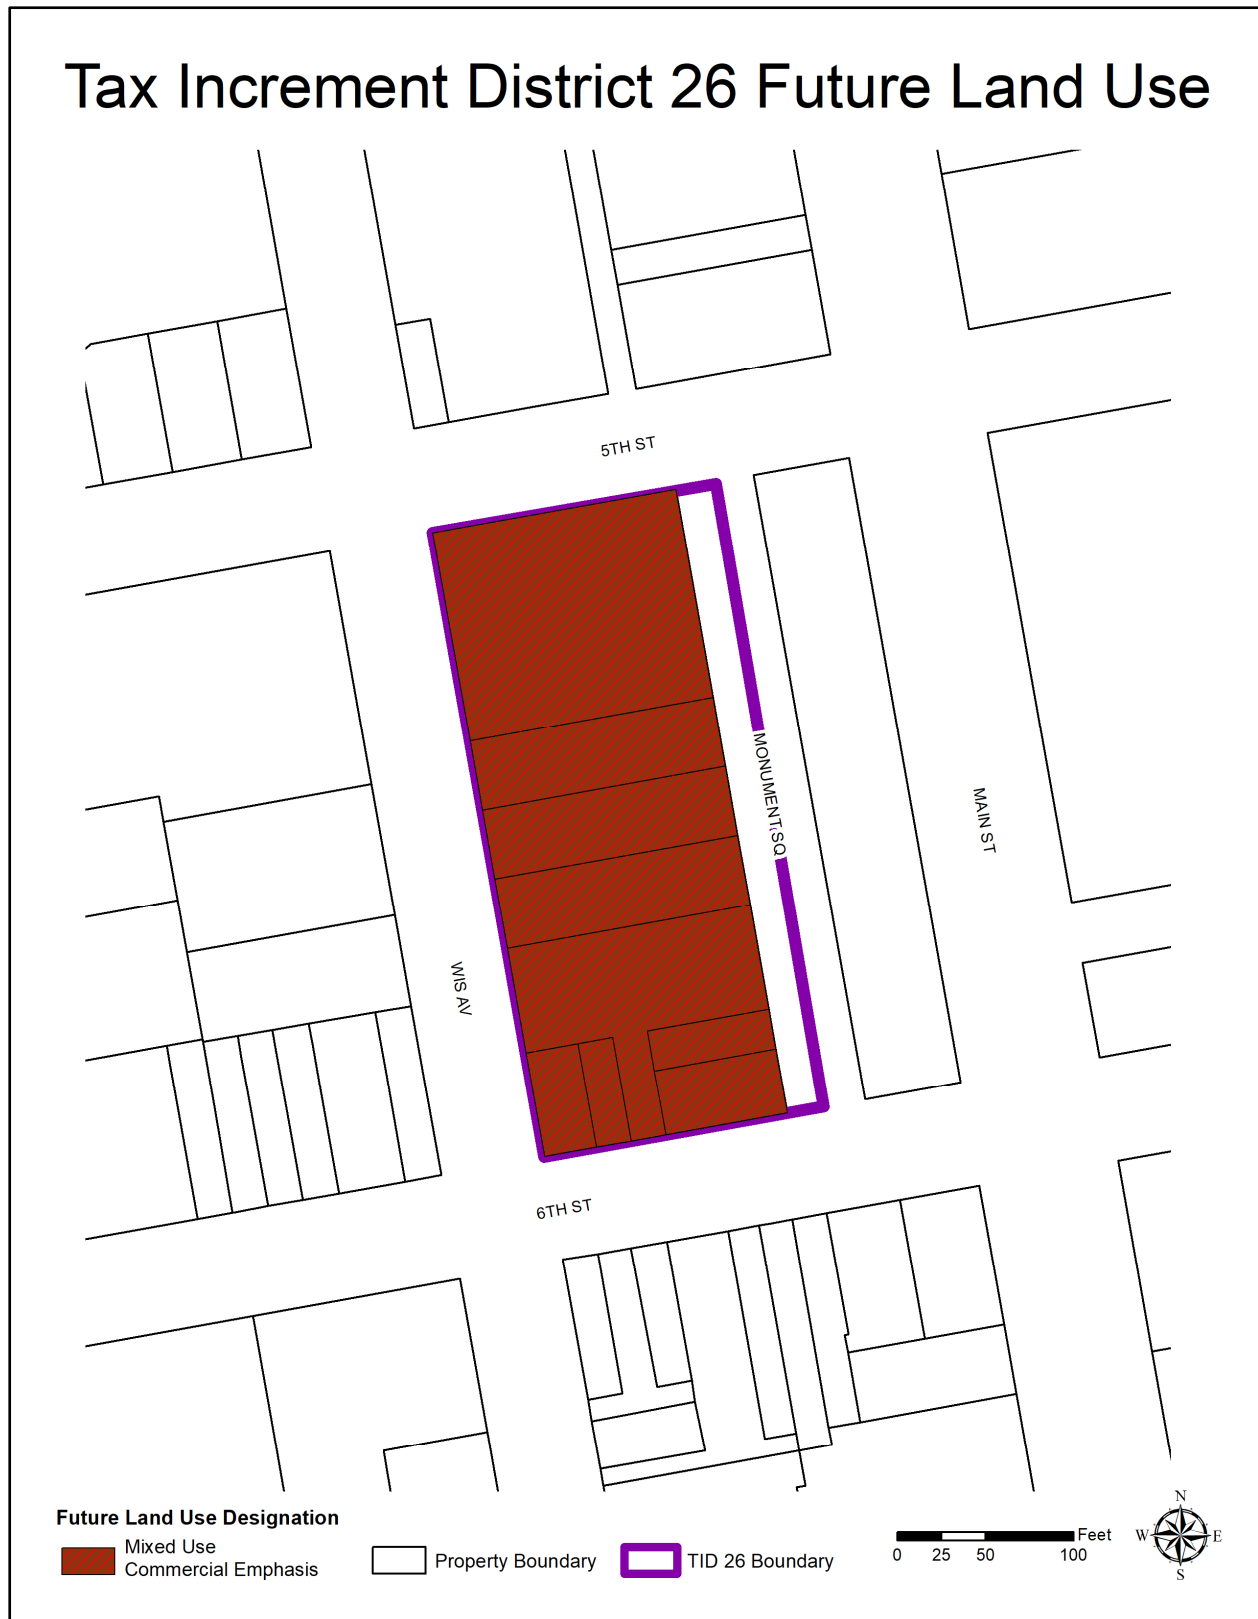 Tax Increment District 26 Future Land Use
5TH ST
MONUMENT SQ
MAIN ST
WIS AV
6TH ST
Future Land Use Designation
Mixed Use
Commercial Emphasis
Property Boundary
TID 26 Boundary
Feet
0 25 50 100
N
W E
S